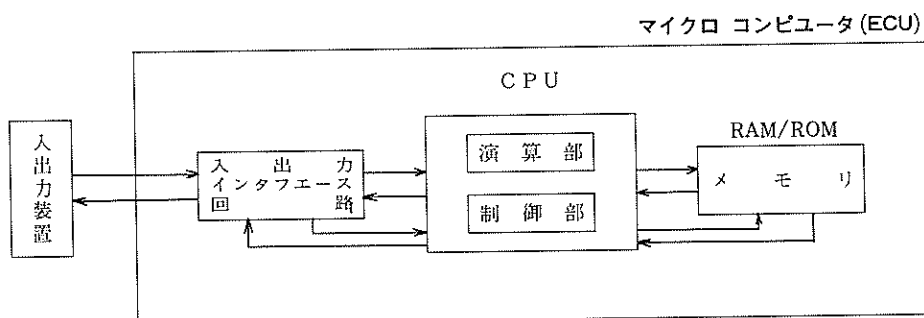 マイクロ コンピュータ(ECU)
CPU
RAM/ROM
入出力装置
入出力
インタフエース
回路
演算部
制御部
メモリ